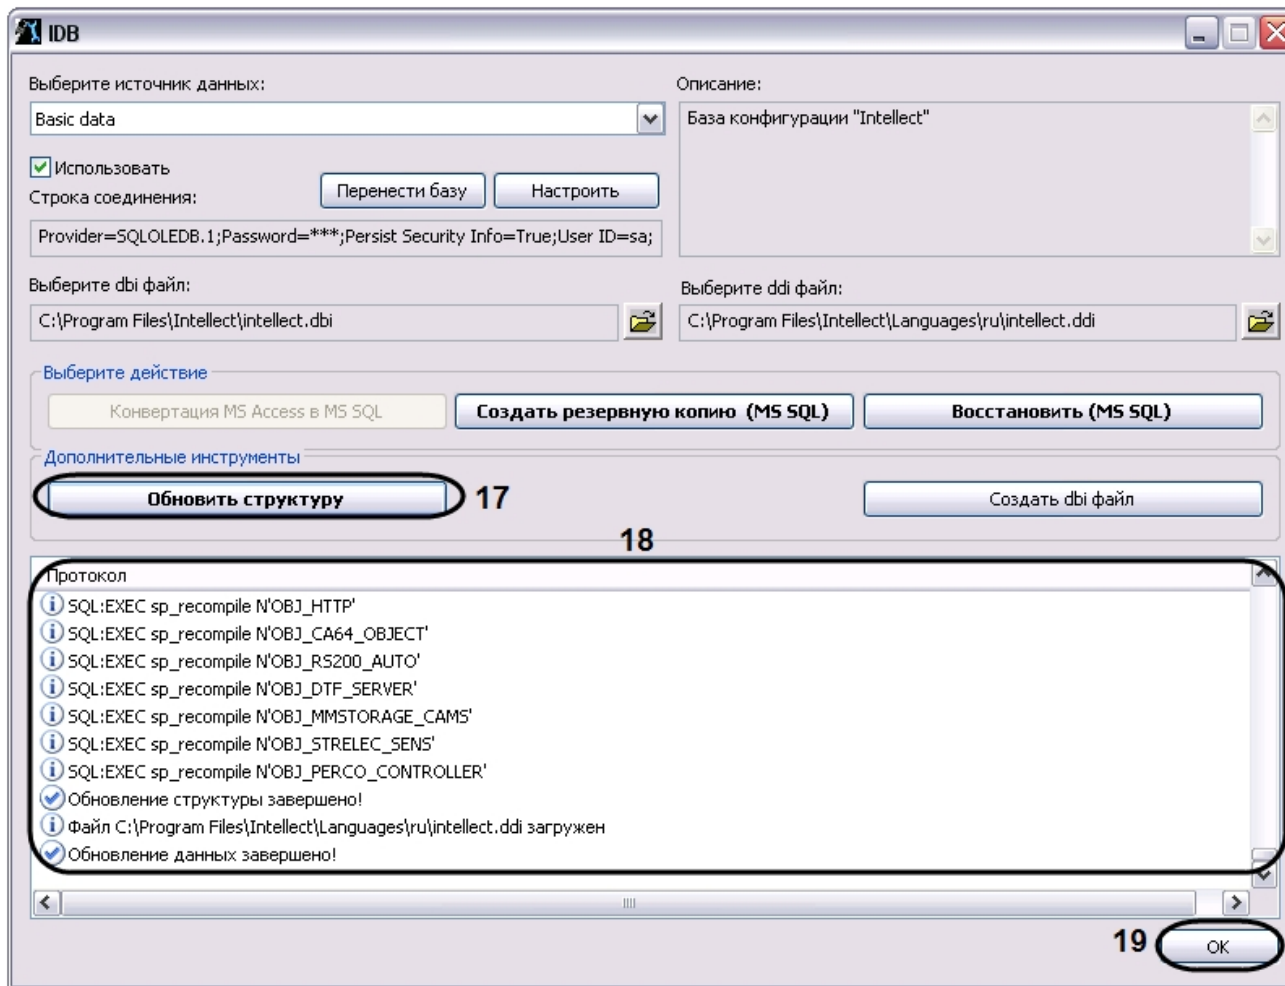 IDB
Выберите источник данных:
Описание:
Basic data
База конфигурации "Intellect"
Использовать
Строка соединения:
Перенести базу
Настроить
Provider=SQLOLEDB.1;Password=***;Persist Security Info=True;User ID=sa;
Выберите dbi файл:
Выберите ddi файл:
C:\Program Files\Intellect\intellect.dbi
C:\Program Files\Intellect\Languages\ru\intellect.ddi
Выберите действие
Конвертация MS Access в MS SQL
Создать резервную копию (MS SQL)
Восстановить (MS SQL)
Дополнительные инструменты
Обновить структуру
17
Создать dbi файл
18
Протокол
SQL:EXEC sp_recompile N'OBJ_HTTP'
SQL:EXEC sp_recompile N'OBJ_CA64_OBJECT'
SQL:EXEC sp_recompile N'OBJ_RS200_AUTO'
SQL:EXEC sp_recompile N'OBJ_DTF_SERVER'
SQL:EXEC sp_recompile N'OBJ_MMSTORAGE_CAMS'
SQL:EXEC sp_recompile N'OBJ_STRELEC_SENS'
SQL:EXEC sp_recompile N'OBJ_PERCO_CONTROLLER'
Обновление структуры завершено!
Файл C:\Program Files\Intellect\Languages\ru\intellect.ddi загружен
Обновление данных завершено!
19
OK